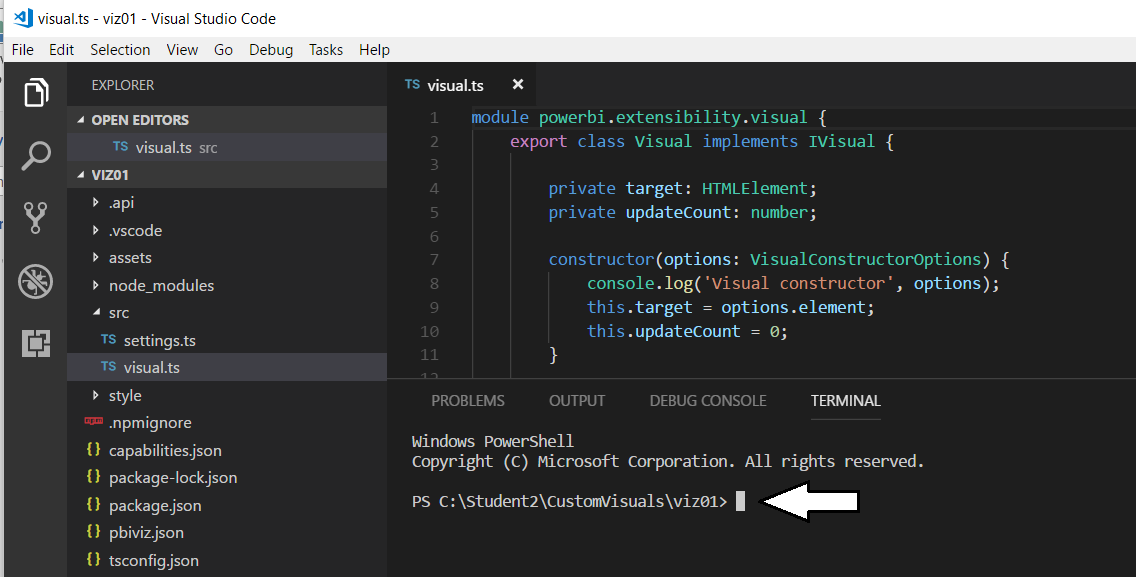 visual.ts - viz01 - Visual Studio Code
File Edit Selection View Go Debug Tasks Help
EXPLORER
OPEN EDITORS
TS visual.ts src
VIZ01
.api
.vscode
assets
node_modules
src
TS settings.ts
TS visual.ts
style
npm .npmignore
{} capabilities.json
{} package-lock.json
{} package.json
{} pbiviz.json
{} tsconfig.json
TS visual.ts ×
1 module powerbi.extensibility.visual {
2 export class Visual implements IVisual {
3
4 private target: HTMLElement;
5 private updateCount: number;
6
7 constructor(options: VisualConstructorOptions) {
8 console.log('Visual constructor', options);
9 this.target = options.element;
10 this.updateCount = 0;
11 }
12
PROBLEMS OUTPUT DEBUG CONSOLE TERMINAL
Windows PowerShell
Copyright (C) Microsoft Corporation. All rights reserved.
PS C:\Student2\CustomVisuals\viz01>